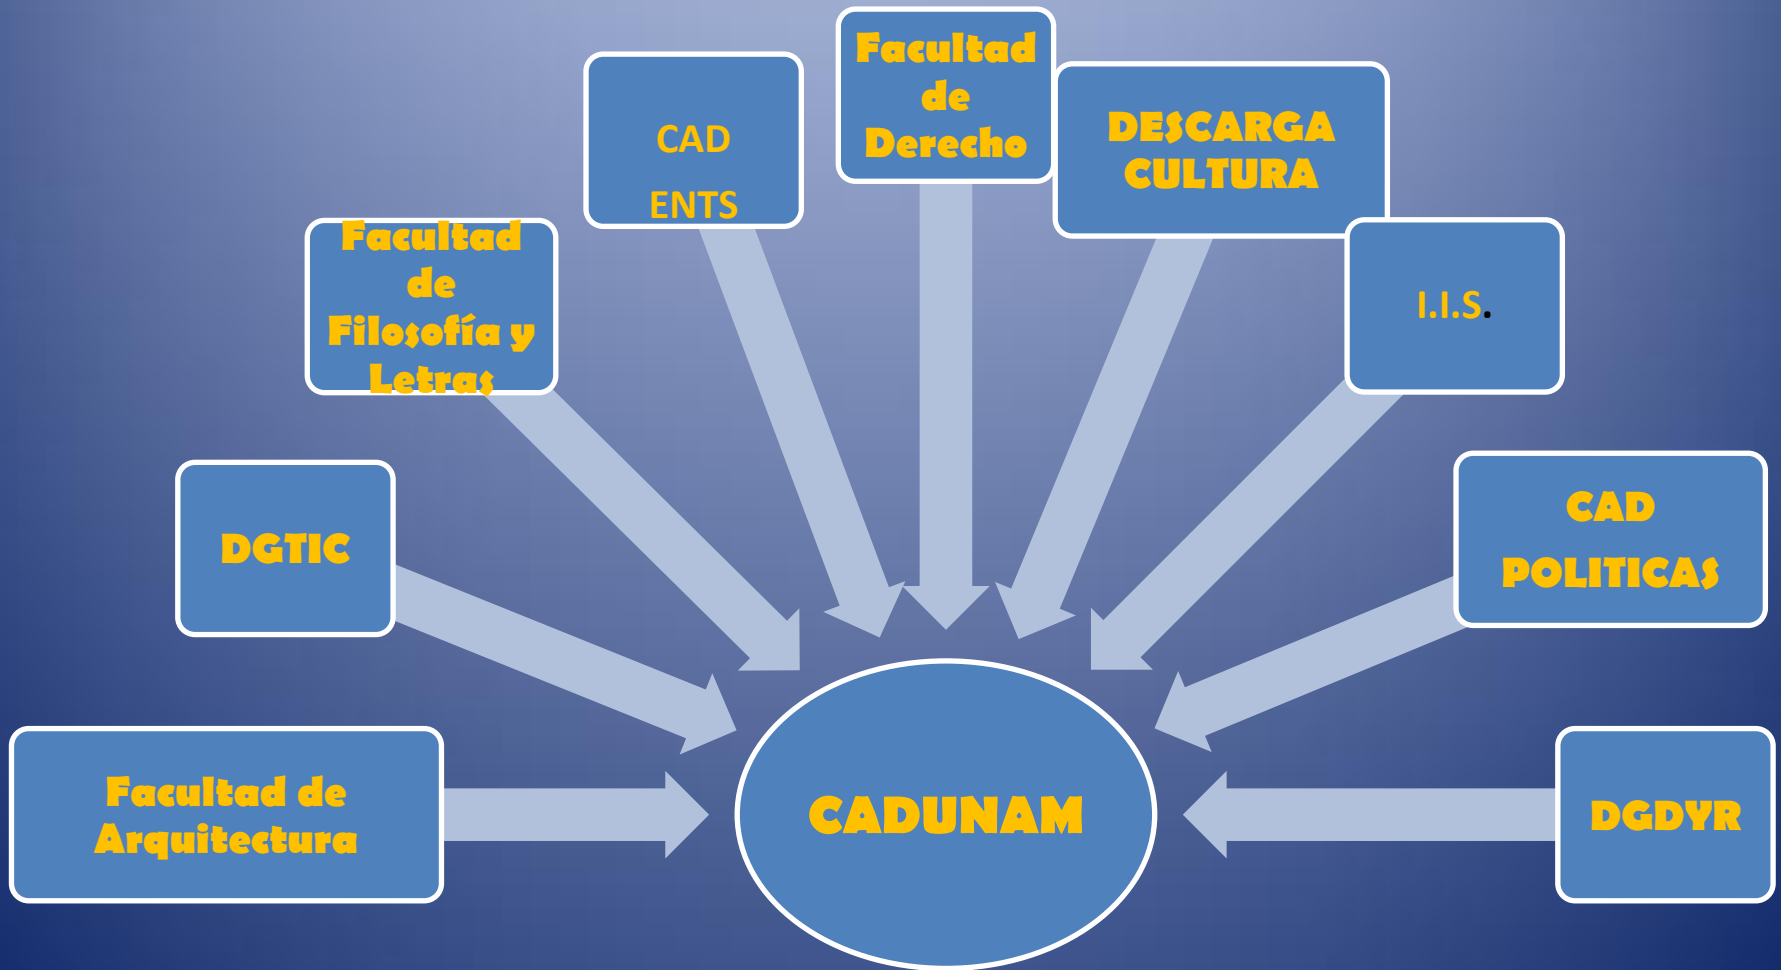 Facultad
de
Derecho
CAD
ENTS
DESCARGA
CULTURA
Facultad
de
Filosofía y
Letras
I.I.S.
DGTIC
CAD
POLITICAS
Facultad de
Arquitectura
CADUNAM
DGDYR